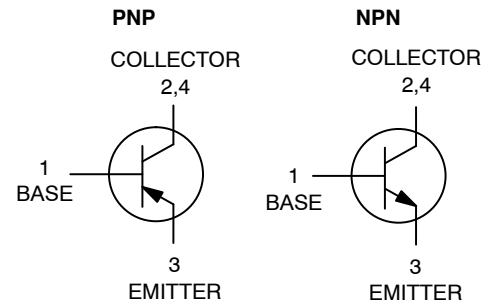 PNP
COLLECTOR
2,4
1
BASE
3
EMITTER
NPN
COLLECTOR
2,4
1
BASE
3
EMITTER